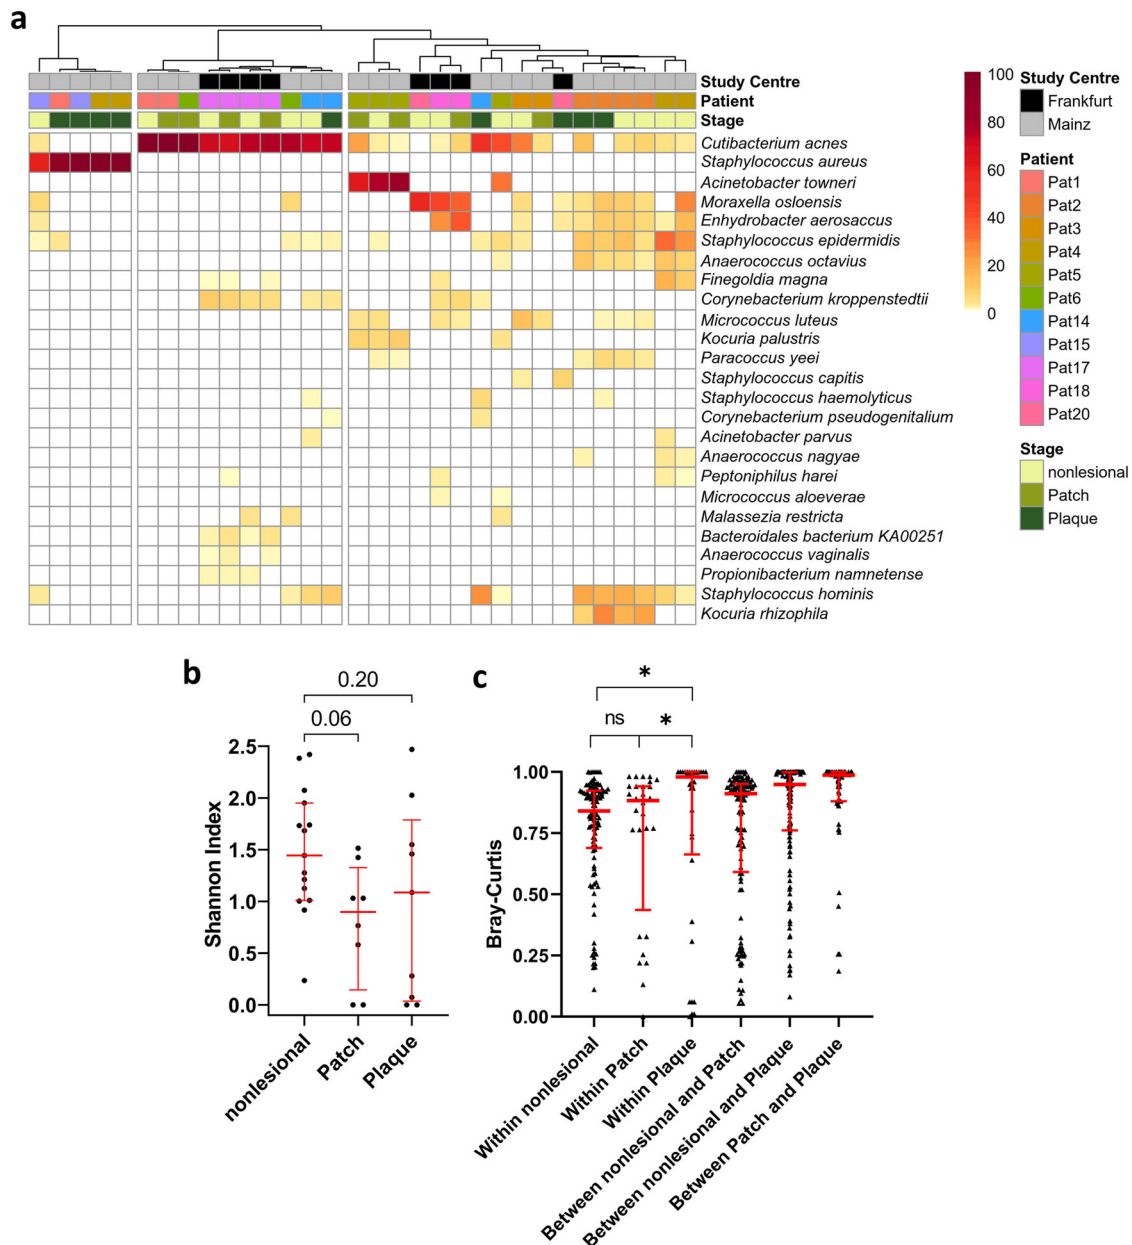 a
Study Centre
Patient
Stage
Cutibacterium acnes
Staphylococcus aureus
Acinetobacter towneri
Moraxella osloensis
Enhydrobacter aerosaccus
Staphylococcus epidermidis
Anaerococcus octavius
Finegoldia magna
Corynebacterium kroppenstedtii
Micrococcus luteus
Kocuria palustris
Paracoccus yeei
Staphylococcus capitis
Staphylococcus haemolyticus
Corynebacterium pseudogenitalium
Acinetobacter parvus
Anaerococcus nagyae
Peptoniphilus harei
Micrococcus aloeverae
Malassezia restricta
Bacteroidales bacterium KA00251
Anaerococcus vaginalis
Propionibacterium namnetense
Staphylococcus hominis
Kocuria rhizophila
100
80
60
40
20
0
Study Centre
Frankfurt
Mainz
Patient
Pat1
Pat2
Pat3
Pat4
Pat5
Pat6
Pat14
Pat15
Pat17
Pat18
Pat20
Stage
nonlesional
Patch
Plaque
b
0.20
0.06
Shannon Index
2.5
2.0
1.5
1.0
0.5
0.0
nonlesional
Patch
Plaque
c
*
ns
*
Bray-Curtis
1.00
0.75
0.50
0.25
0.00
Within nonlesional
Within Patch
Within Plaque
Between nonlesional and Patch
Between nonlesional and Plaque
Between Patch and Plaque